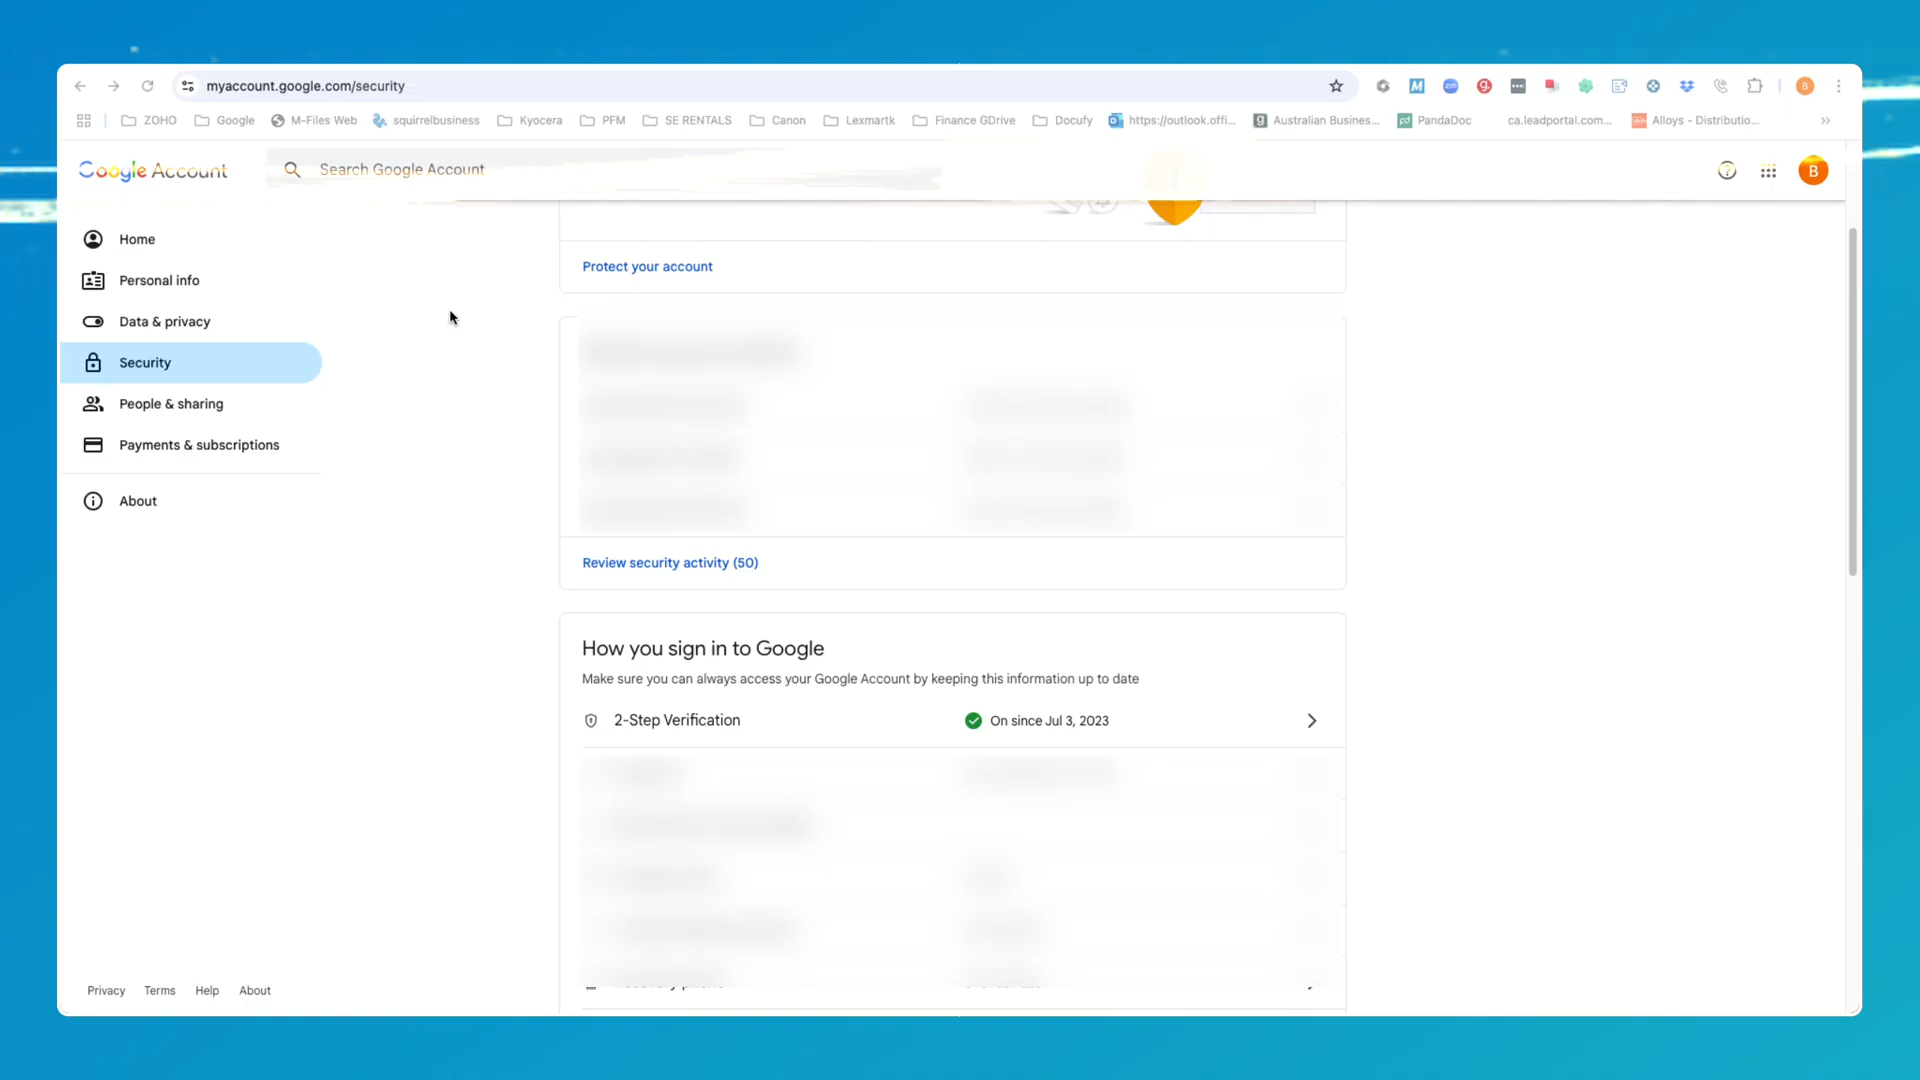 myaccount.google.com/security
ZOHO
Google
M-Files Web
squirrelbusiness
Kyocera
PFM
SE RENTALS
Canon
Lexmartk
Finance GDrive
Docufy
https://outlook.offi...
Australian Busines...
PandaDoc
ca.leadportal.com...
Alloys - Distributio...
Google Account
Search Google Account
B
Home
Personal info
Data & privacy
Security
People & sharing
Payments & subscriptions
About
Protect your account
Review security activity (50)
How you sign in to Google
Make sure you can always access your Google Account by keeping this information up to date
2-Step Verification
On since Jul 3, 2023
Privacy
Terms
Help
About